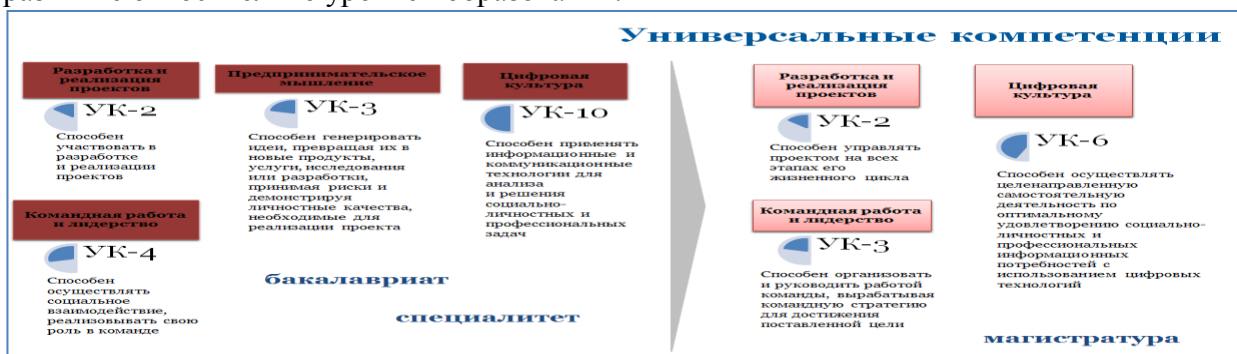 Универсальные компетенции
Разработка и
реализация
проектов
УК-2
Способен
участвовать в
разработке
и реализации
проектов
Предпринимательское
мышление
УК-3
Способен генерировать
идеи, превращая их в
новые продукты,
услуги, исследования
или разработки,
принимая риски и
демонстрируя
личностные качества,
необходимые для
реализации проекта
Цифровая
культура
УК-10
Способен применять
информационные и
коммуникационные
технологии для
анализа
и решения
социально-
личностных и
профессиональных
задач
Командная работа
и лидерство
УК-4
Способен
осуществлять
социальное
взаимодействие,
реализовывать свою
роль в команде
бакалавриат
специалитет
Разработка и
реализация
проектов
УК-2
Способен управлять
проектом на всех
этапах его
жизненного цикла
Командная работа
и лидерство
УК-3
Способен организовать
и руководить работой
команды, вырабатывая
командную стратегию
для достижения
поставленной цели
Цифровая
культура
УК-6
Способен осуществлять
целенаправленную
самостоятельную
деятельность по
оптимальному
удовлетворению социально-
личностных и
профессиональных
информационных
потребностей с
использованием цифровых
технологий
магистратура